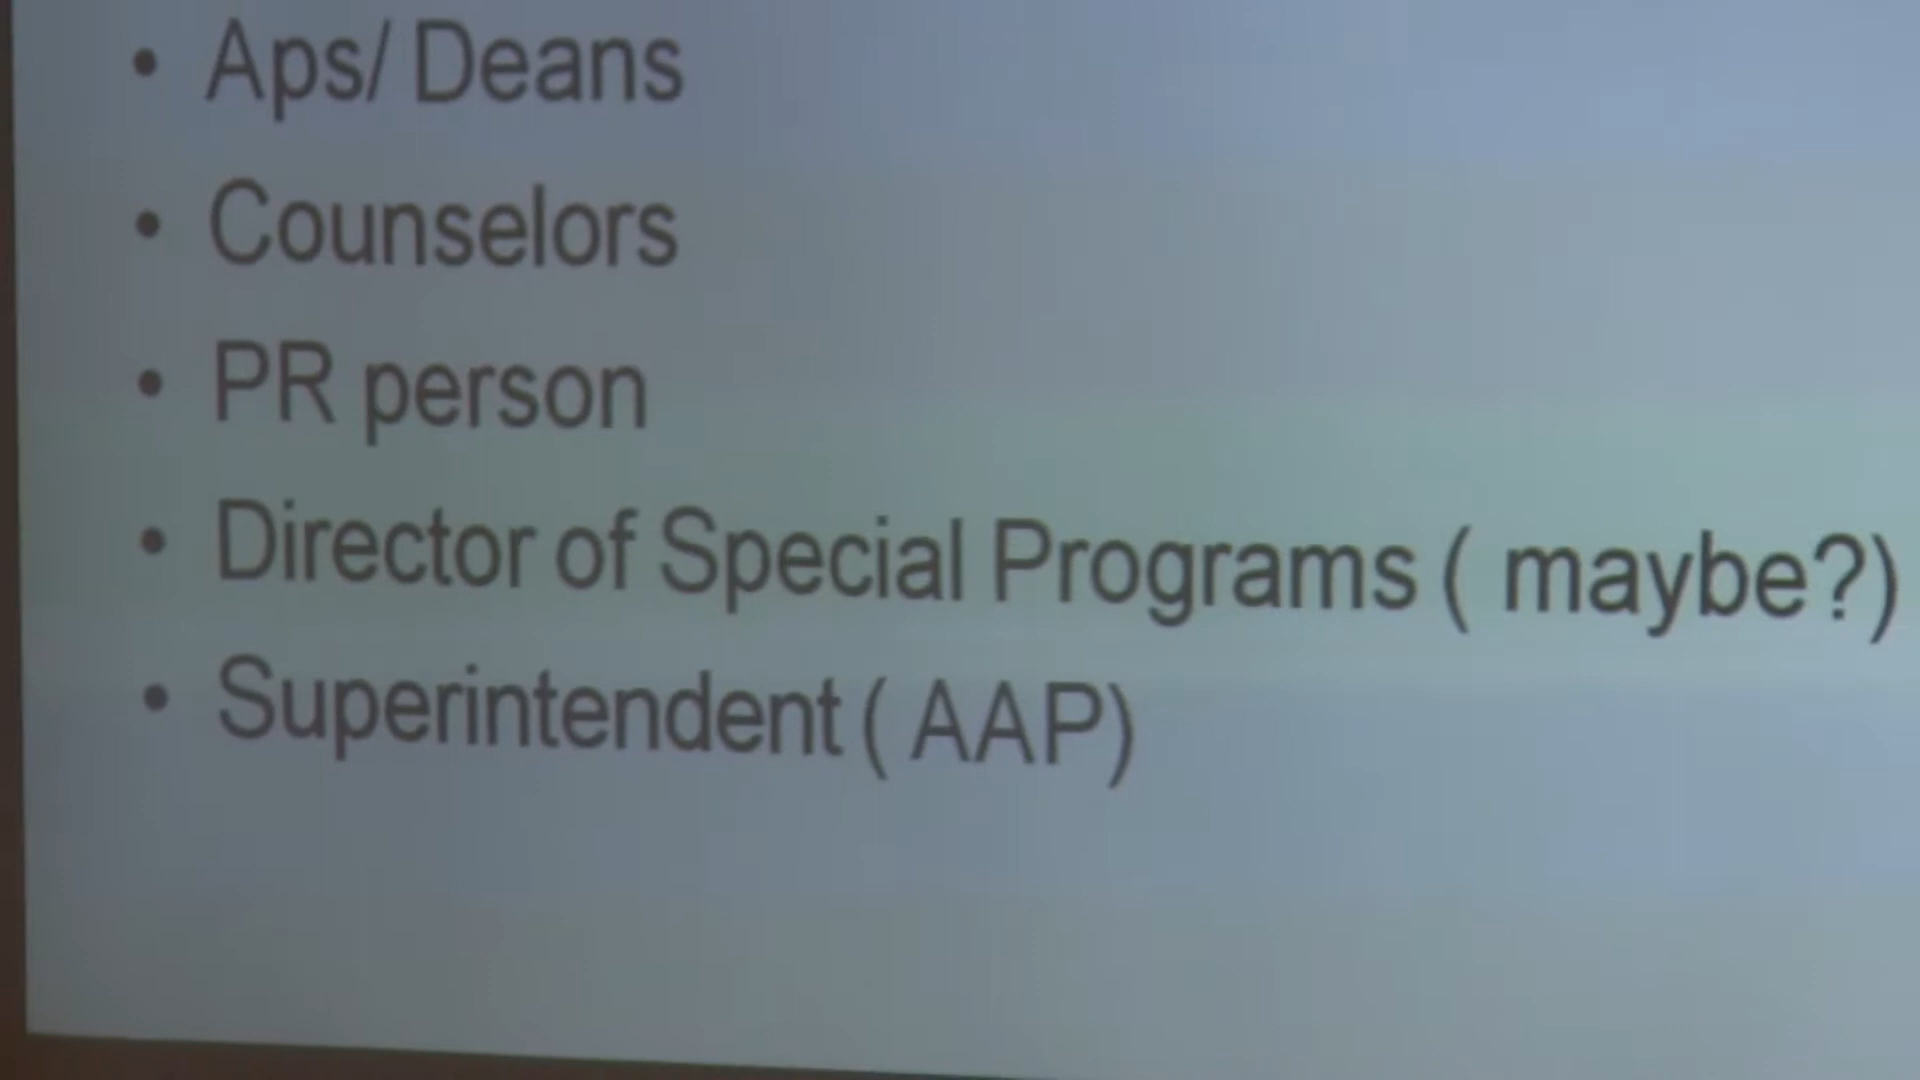 • Aps/ Deans
• Counselors
• PR person
• Director of Special Programs ( maybe?)
• Superintendent ( AAP)